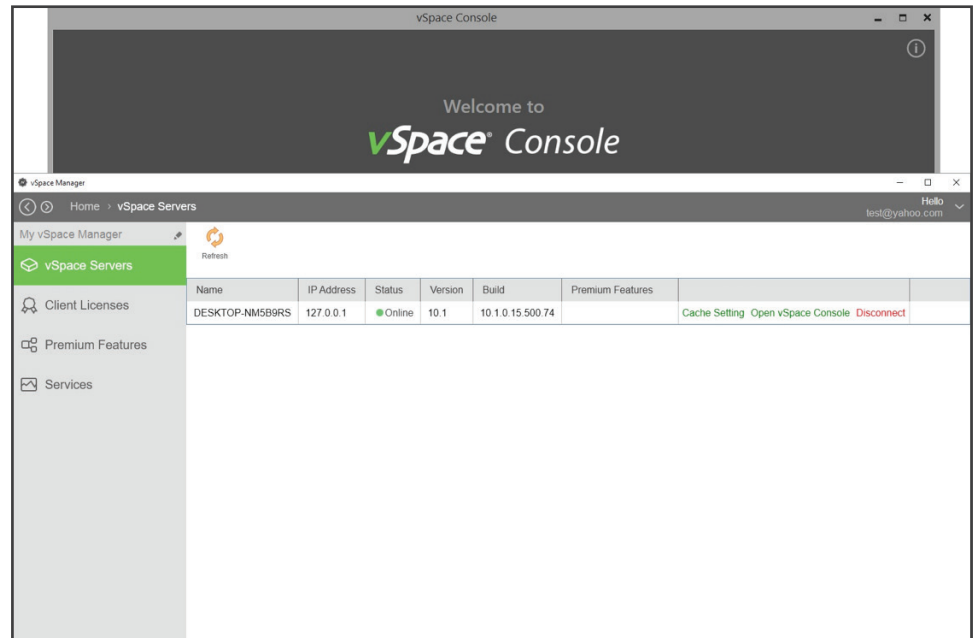 vSpace Console
Welcome to
vSpace® Console
vSpace Manager
Home > vSpace Servers
Hello
test@yahoo.com
My vSpace Manager
Refresh
vSpace Servers
Client Licenses
Premium Features
Services
Name IP Address Status Version Build Premium Features
DESKTOP-NM5B9RS 127.0.0.1 Online 10.1 10.1.0.15.500.74 Cache Setting Open vSpace Console Disconnect